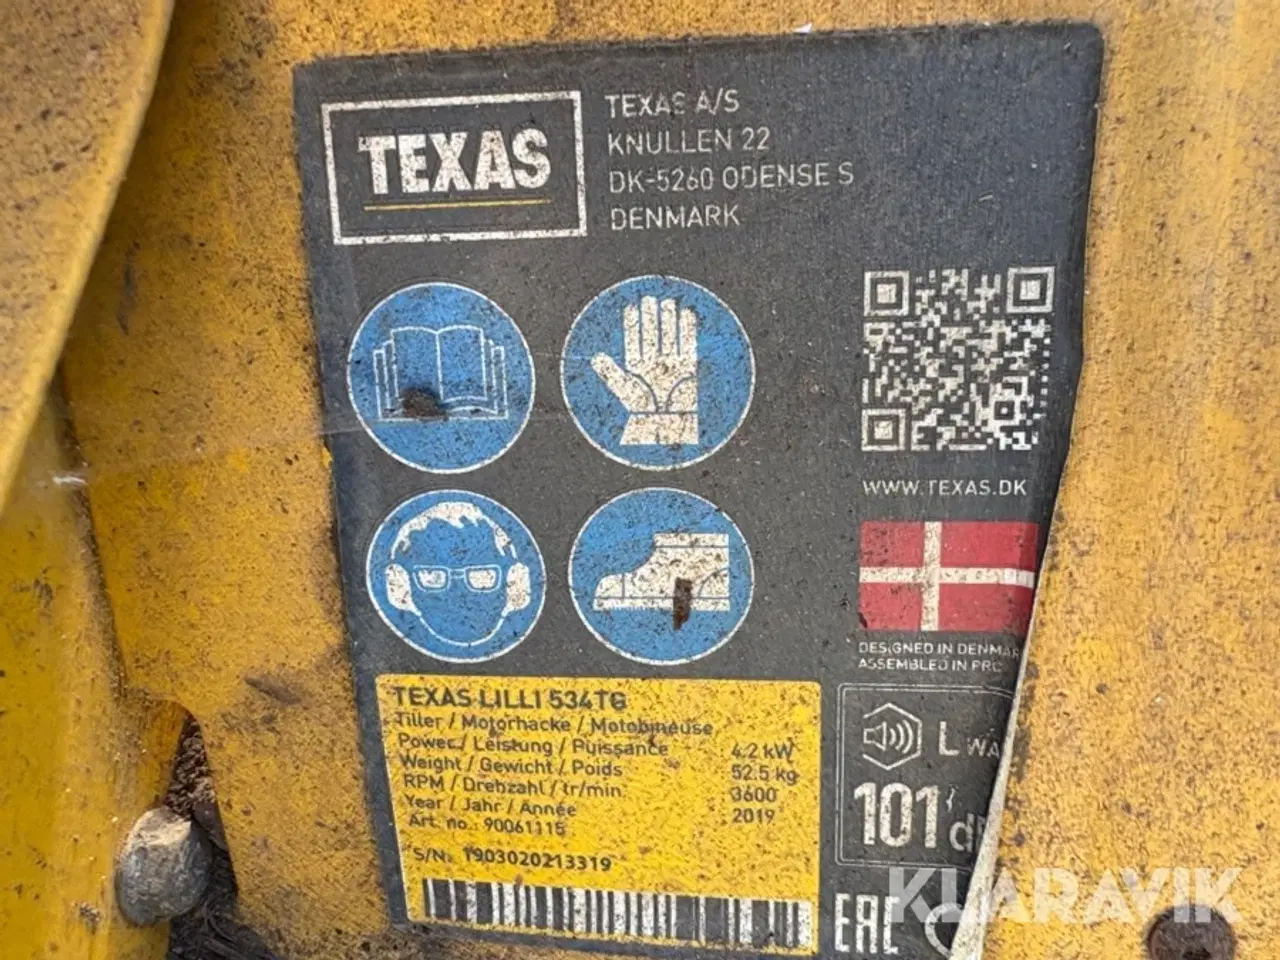 TEXAS
TEXAS A/S
KNULLEN 22
DK-5260 ODENSE S
DENMARK
WWW.TEXAS.DK
DESIGNED IN DENMAR
ASSEMBLED IN PRC
TEXAS LILLI 534TG
Tiller / Motorhacke / Motobineuse
Power / Leistung / Puissance 4.2 kW
Weight / Gewicht / Poids 52.5 kg
RPM / Drehzahl / tr/min. 3600
Year / Jahr / Année 2019
Art. no.: 90061115
S/N: 1903020213319
L WA
101 d
EAC
KLARAVIK